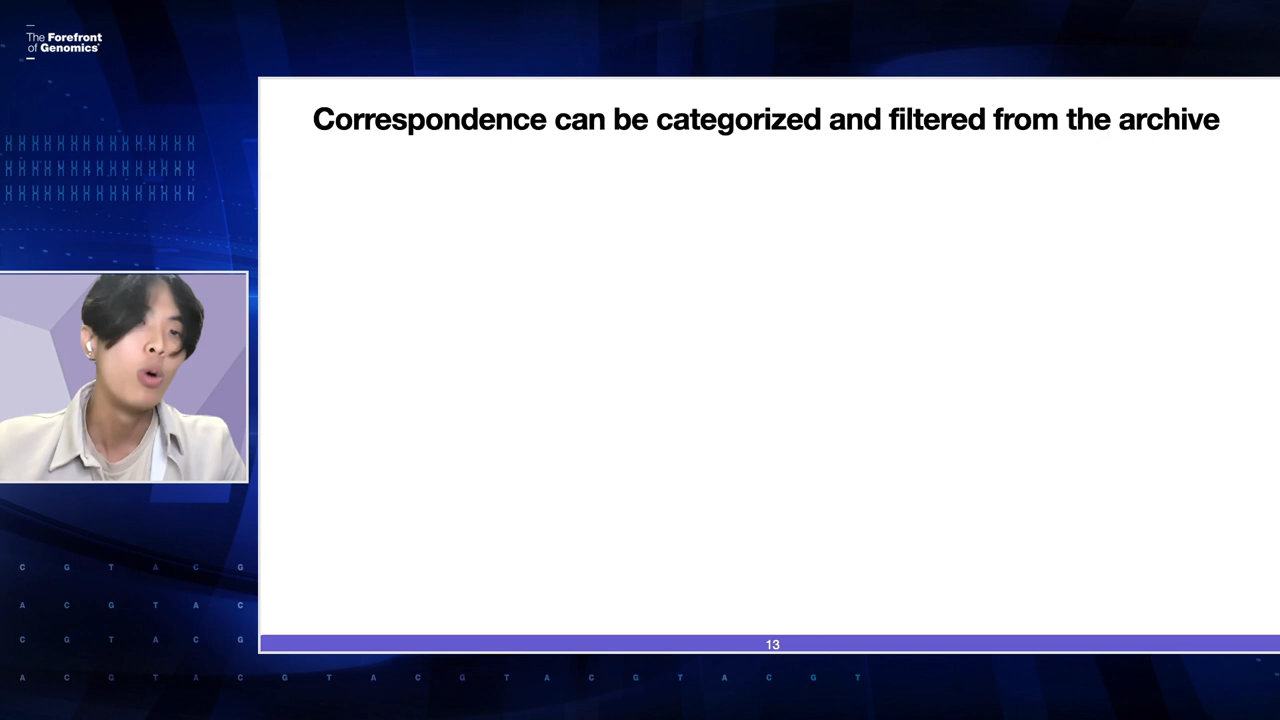 The Forefront
of Genomics®
Correspondence can be categorized and filtered from the archive
13
C G T A C G
A C G T A C
C G T A C G
A C G T A C G T A C G T A C G T A C G T